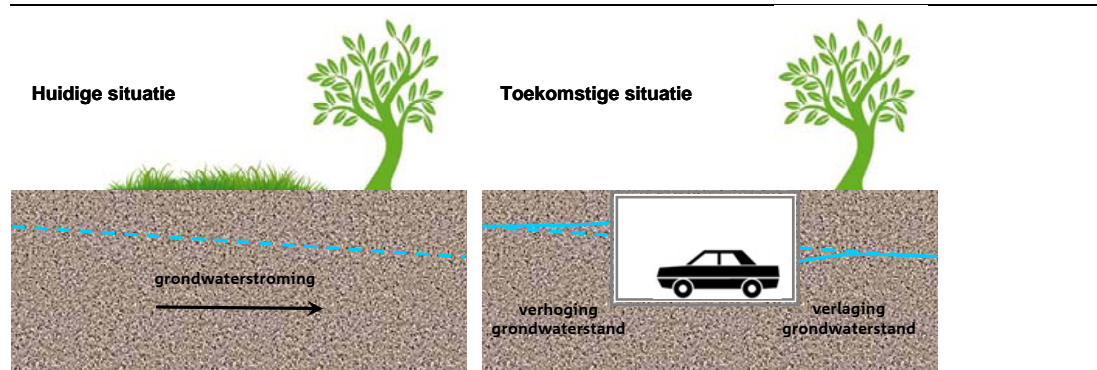 Huidige situatie
grondwaterstroming
Toekomstige situatie
verhoging
grondwaterstand
verlaging
grondwaterstand